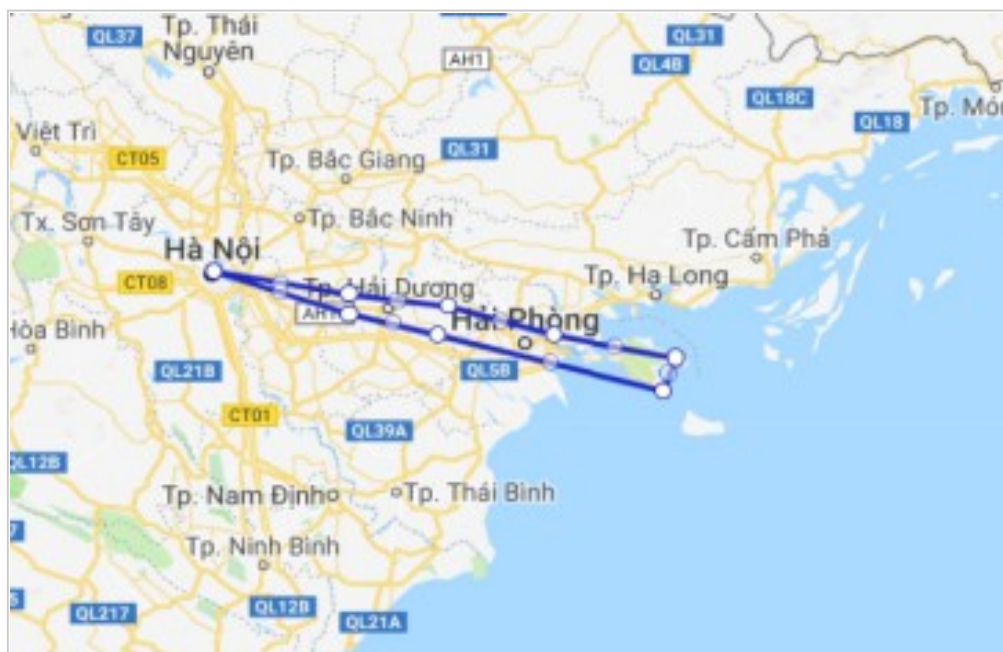 QL37
Tp. Thái
Nguyên
AH1
QL31
QL4B
QL18C
QL18
Tp. Mó
Việt Trì
CT05
QL31
Tp. Bắc Giang
Tp. Bắc Ninh
Tx. Sơn Tây
Hà Nội
Tp. Cẩm Phả
CT08
Tp. Hải Dương
Tp. Hạ Long
Hòa Bình
Hải Phòng
QL21B
QL5B
CT01
QL39A
QL12B
Tp. Nam Định
Tp. Thái Bình
Tp. Ninh Bình
QL217
QL12B
QL21A